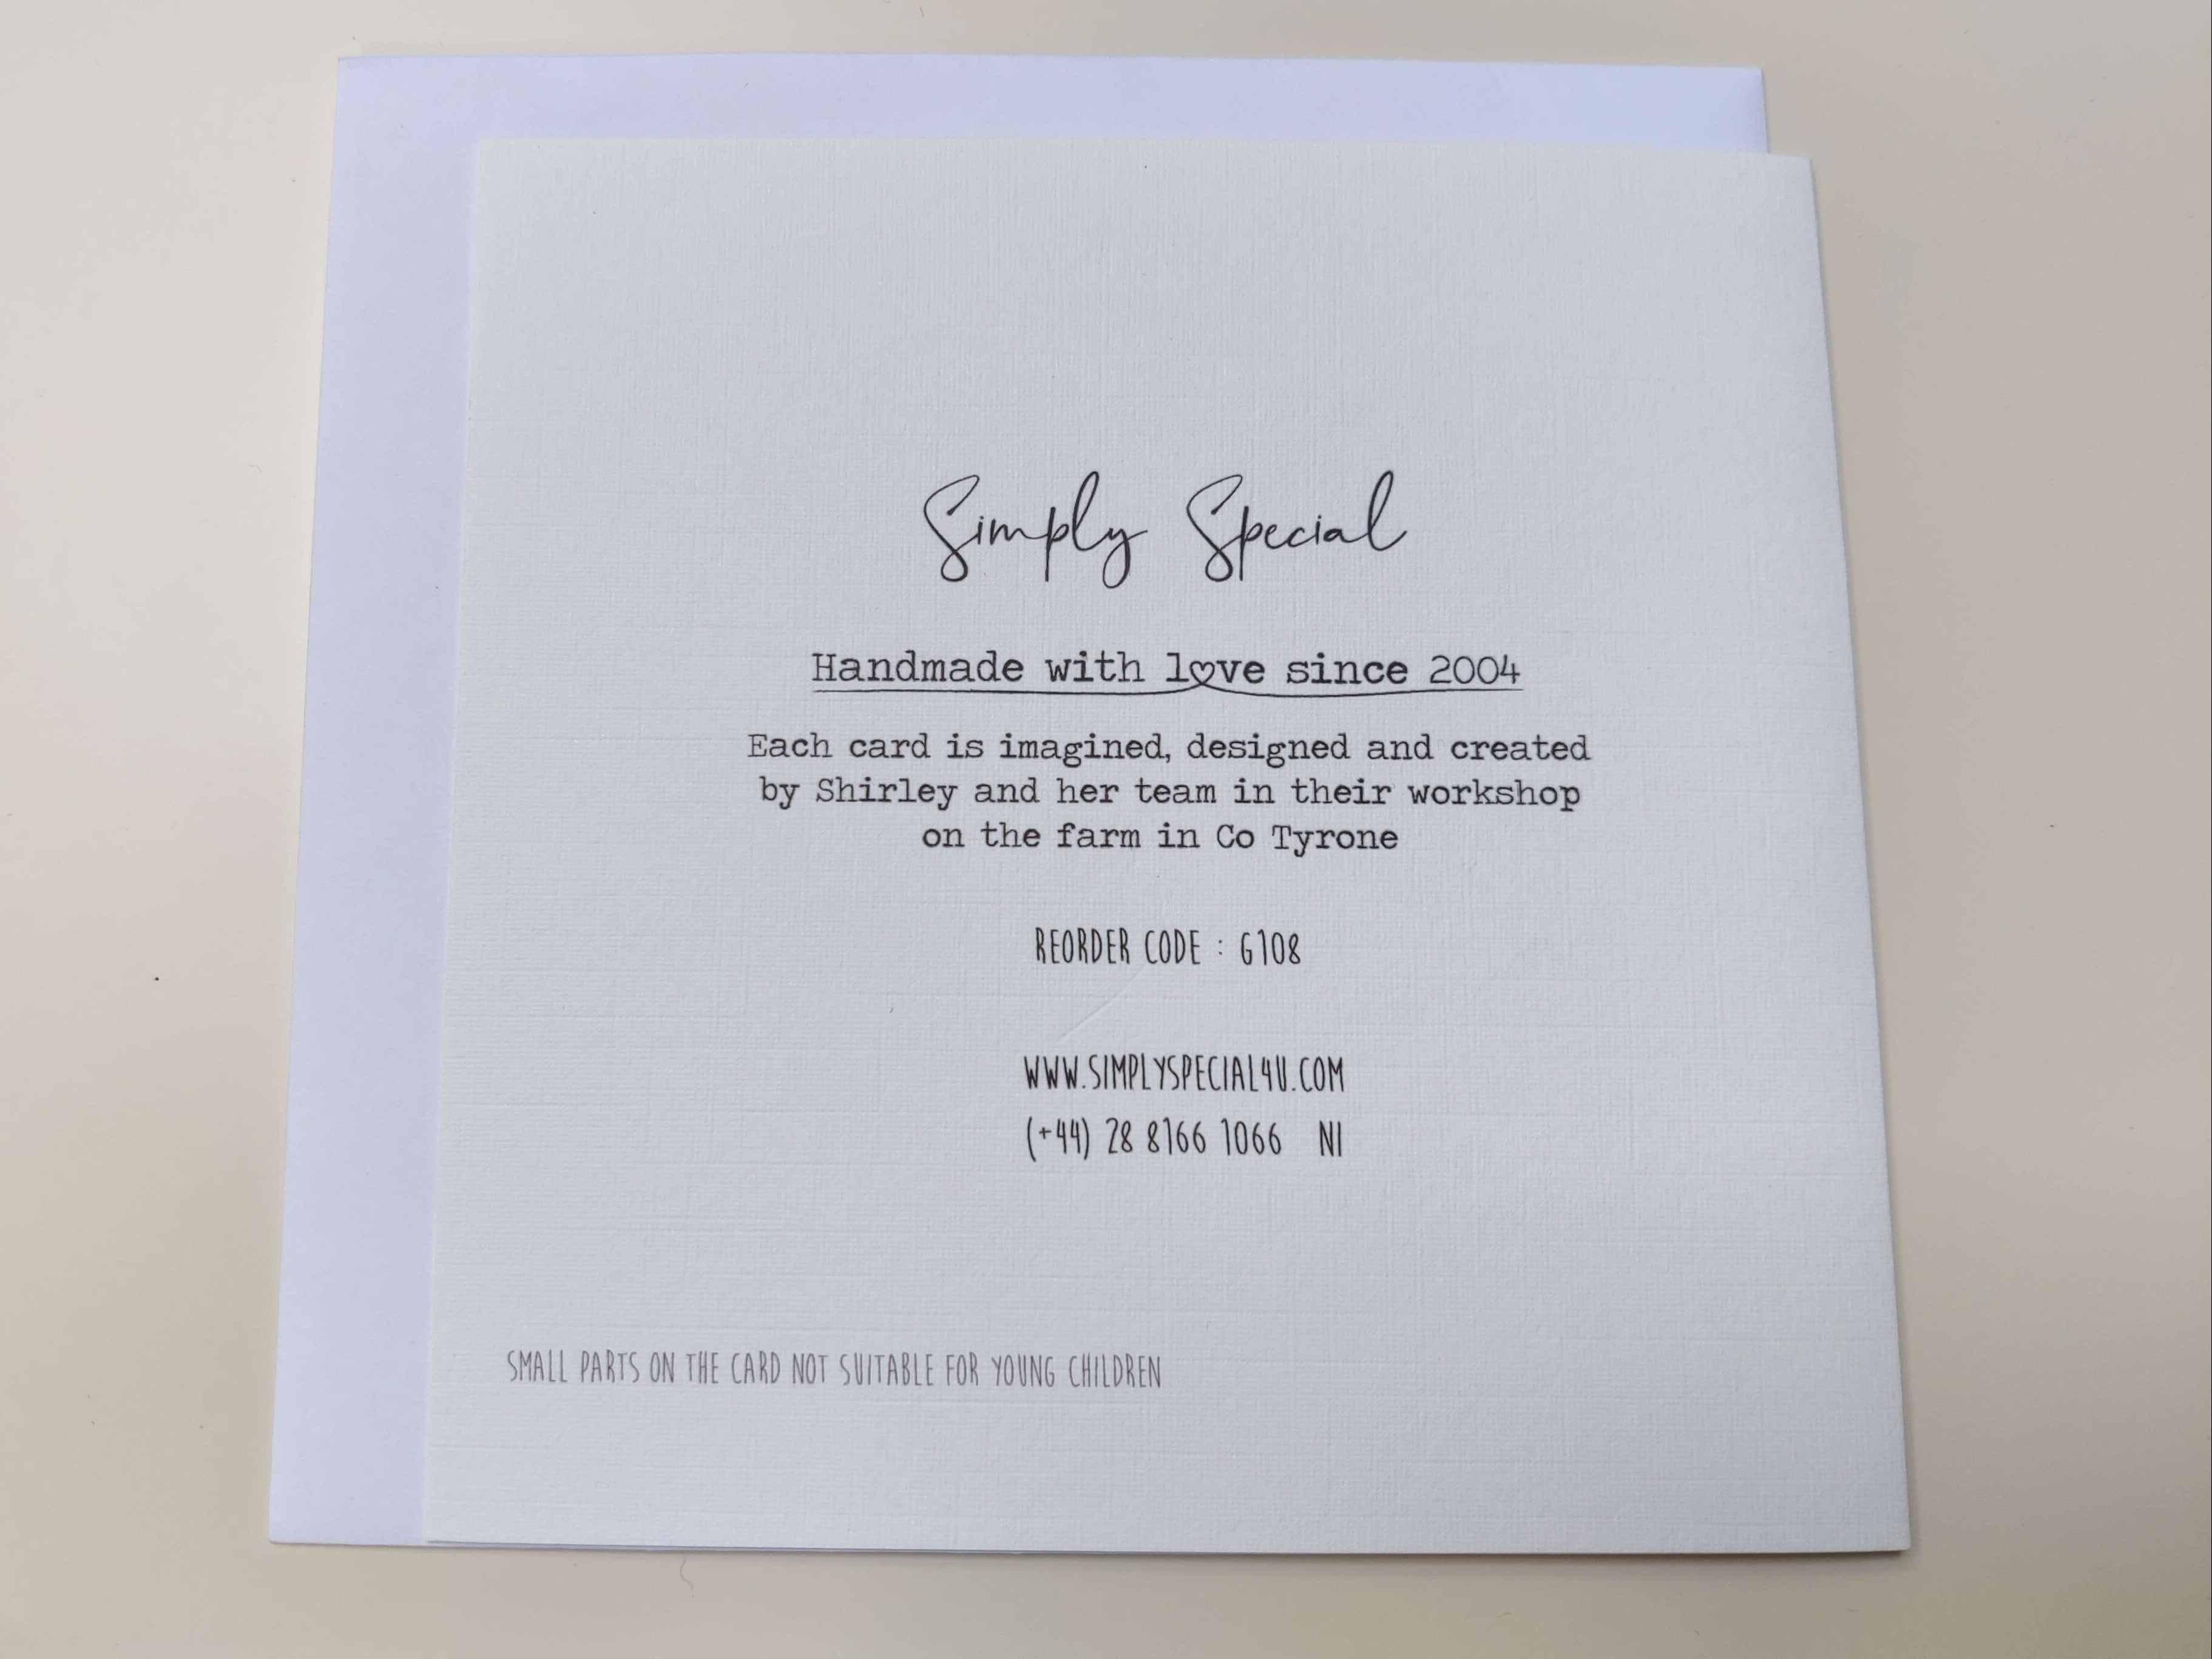 Simply Special
Handmade with love since 2004
Each card is imagined, designed and created
by Shirley and her team in their workshop
on the farm in Co Tyrone
REORDER CODE : G108
WWW.SIMPLYSPECIAL4U.COM
(+44) 28 8166 1066 NI
SMALL PARTS ON THE CARD NOT SUITABLE FOR YOUNG CHILDREN